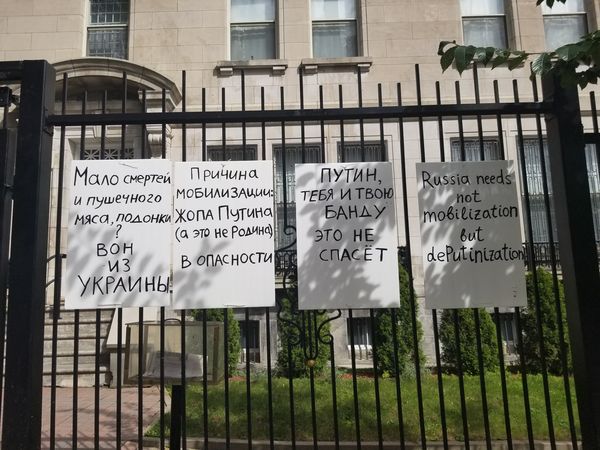 Мало смертей
и пушечного
мяса, подонки
?
ВОН
ИЗ
УКРАИНЫ
Причина
мобилизации:
ЖОПА ПУТИНА
(а это не Родина)
В ОПАСНОСТИ
ПУТИН,
ТЕБЯ И ТВОЮ
БАНДУ
ЭТО НЕ
СПАСЁТ
Russia needs
not
mobilization
but
dePutinization